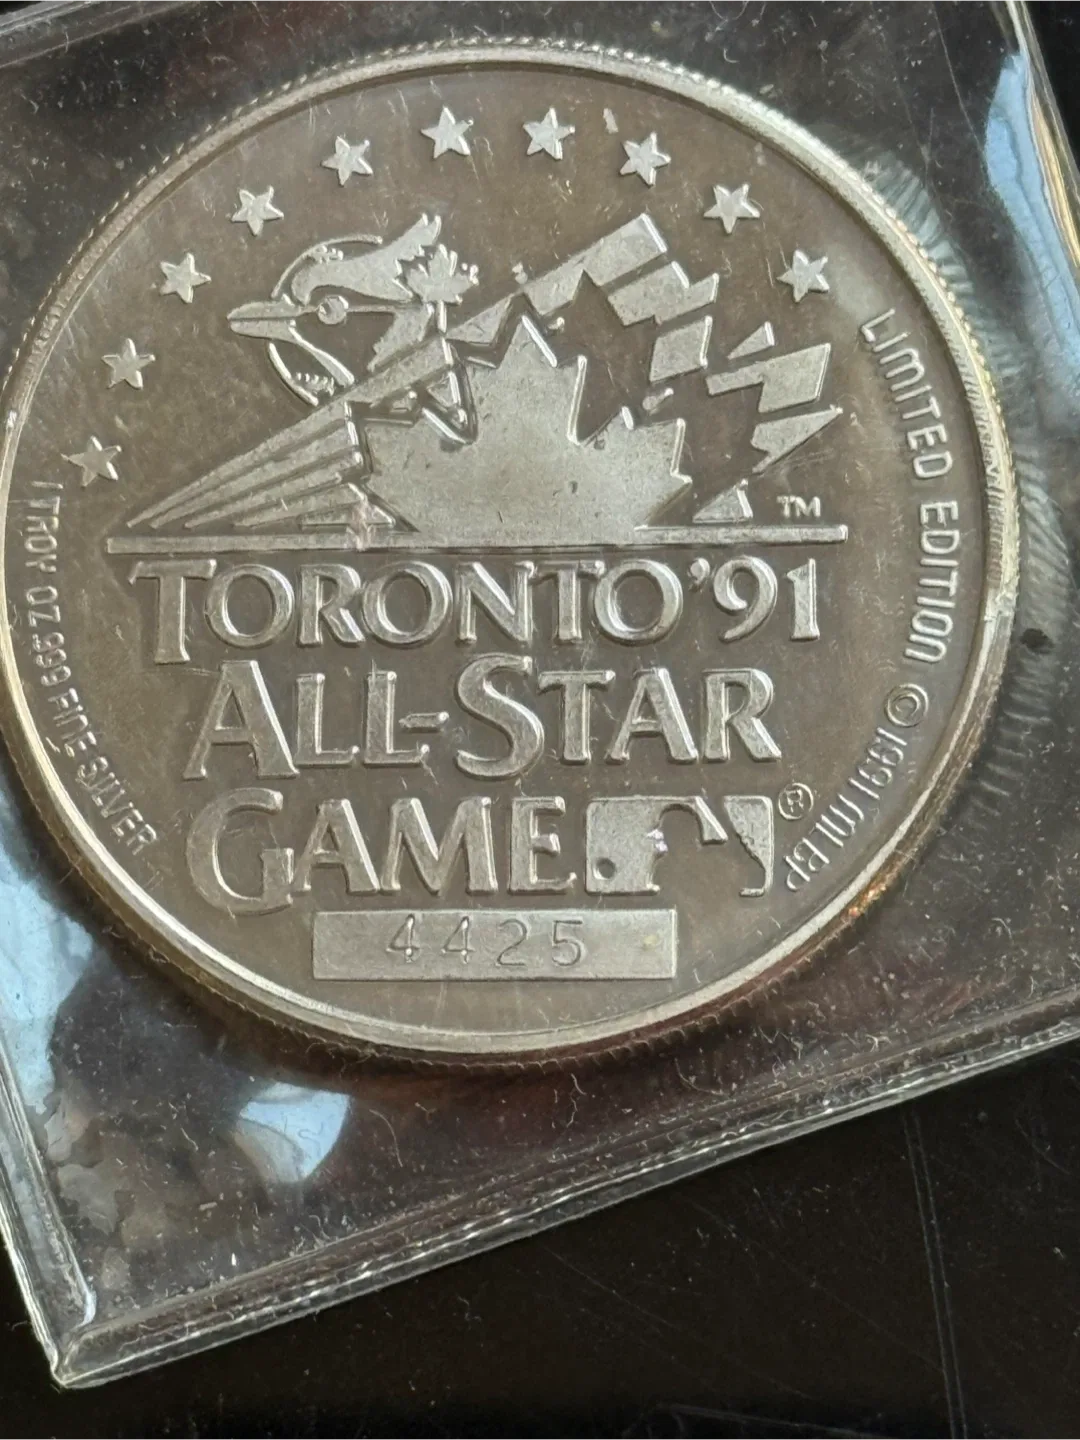 TORONTO '91
ALL-STAR
GAME
4425
1 TROY OZ .999 FINE SILVER
LIMITED EDITION © 1991 MLBP
TM
®